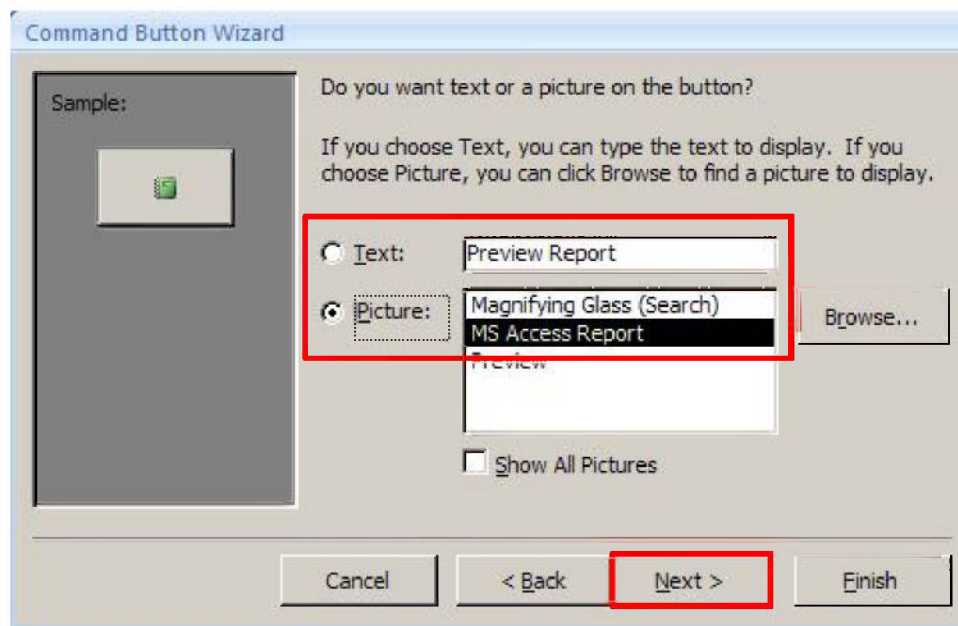 Command Button Wizard
Sample:
Do you want text or a picture on the button?
If you choose Text, you can type the text to display. If you
choose Picture, you can click Browse to find a picture to display.
Text:
Preview Report
Picture:
Magnifying Glass (Search)
MS Access Report
Preview
Browse...
Show All Pictures
Cancel
< Back
Next >
Finish